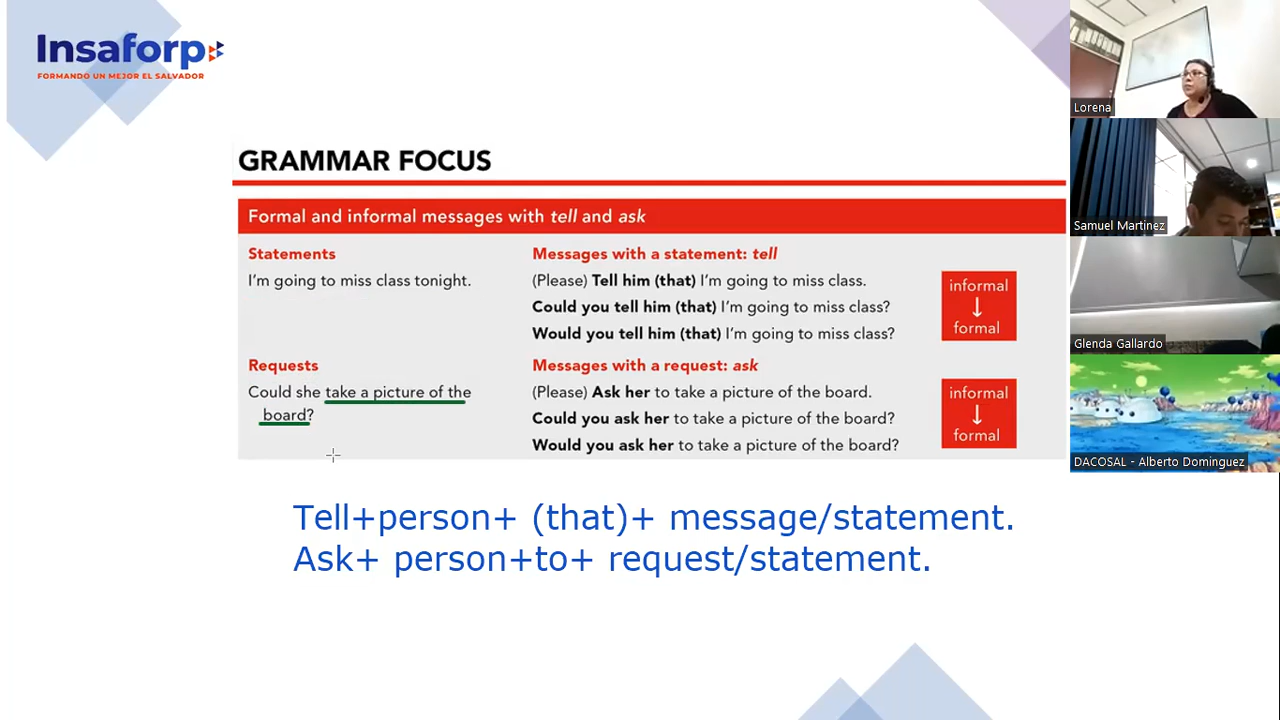 Insaforp
FORMANDO UN MEJOR EL SALVADOR
GRAMMAR FOCUS
Formal and informal messages with tell and ask
Statements
I'm going to miss class tonight.
Messages with a statement: tell
(Please) Tell him (that) I'm going to miss class.
Could you tell him (that) I'm going to miss class?
Would you tell him (that) I'm going to miss class?
informal
↓
formal
Requests
Could she take a picture of the
board?
Messages with a request: ask
(Please) Ask her to take a picture of the board.
Could you ask her to take a picture of the board?
Would you ask her to take a picture of the board?
informal
↓
formal
Tell+person+ (that)+ message/statement.
Ask+ person+to+ request/statement.
Lorena
Samuel Martinez
Glenda Gallardo
DACOSAL - Alberto Dominguez